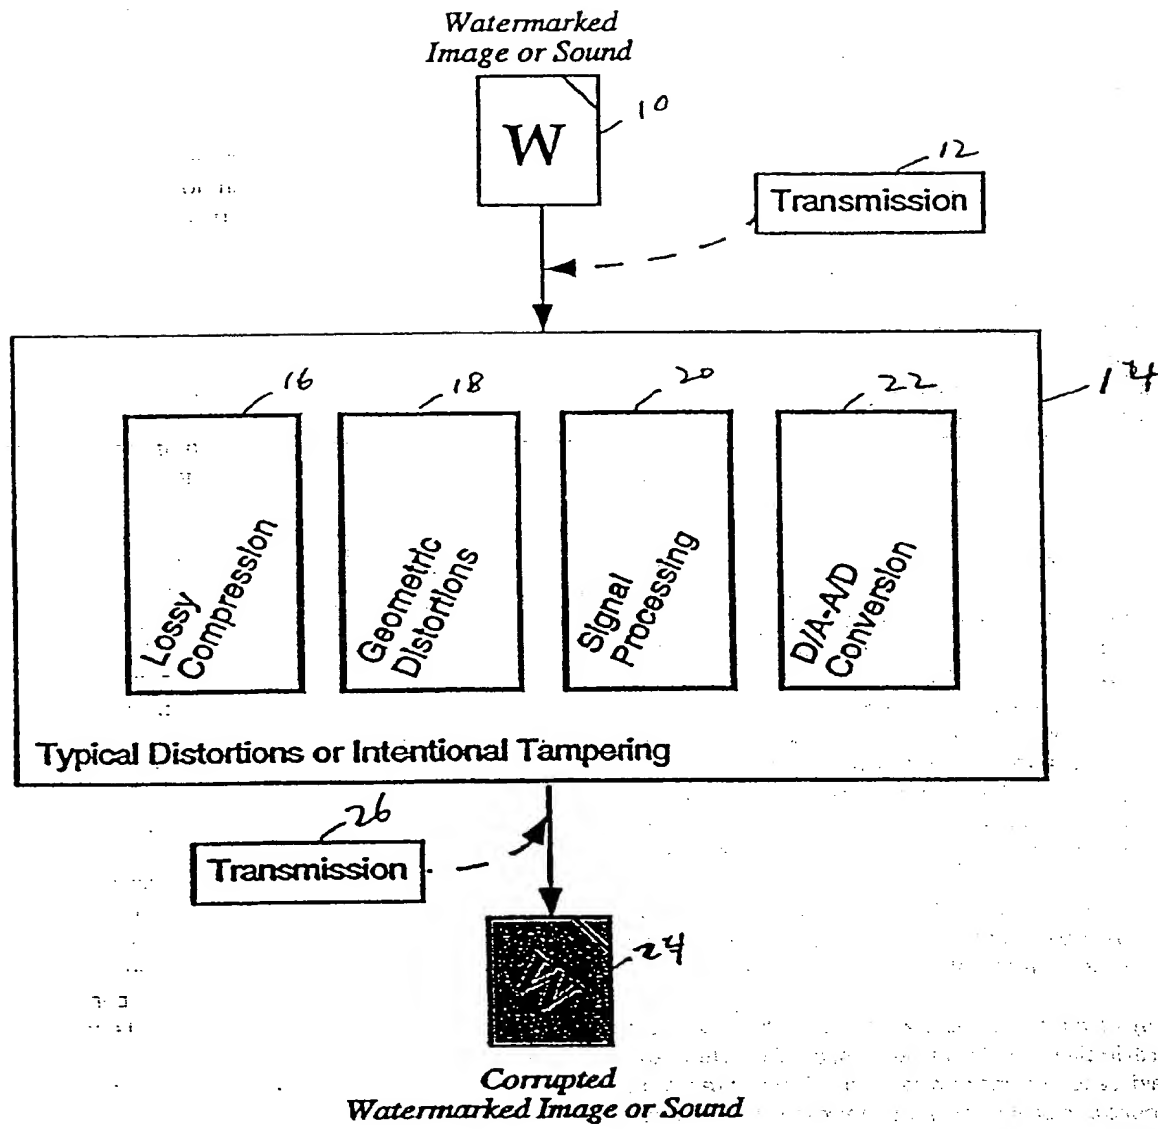 Watermarked
Image or Sound
W
10
12
Transmission
14
16
18
20
22
Lossy
Compression
Geometric
Distortions
Signal
Processing
D/A-A/D
Conversion
Typical Distortions or Intentional Tampering
26
Transmission
W
24
Corrupted
Watermarked Image or Sound